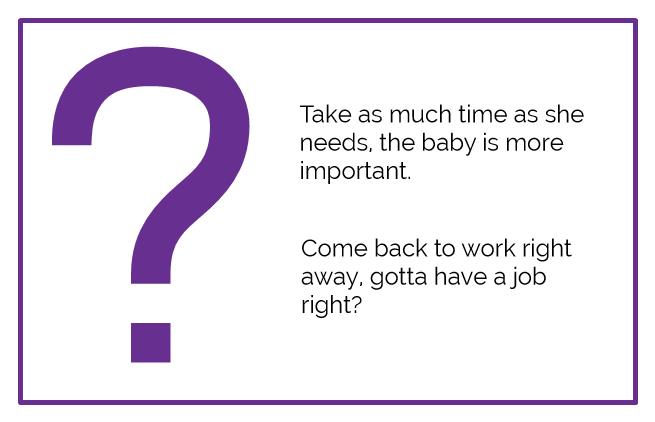 Take as much time as she
needs, the baby is more
important.
Come back to work right
away, gotta have a job
right?